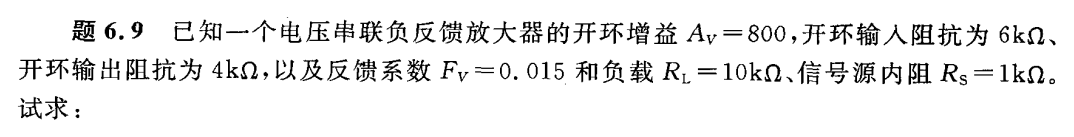 题 6.9 已知一个电压串联负反馈放大器的开环增益 A_V=800,开环输入阻抗为 6kΩ、
开环输出阻抗为 4kΩ,以及反馈系数 F_V=0.015 和负载 R_L=10kΩ、信号源内阻 R_S=1kΩ。
试求: